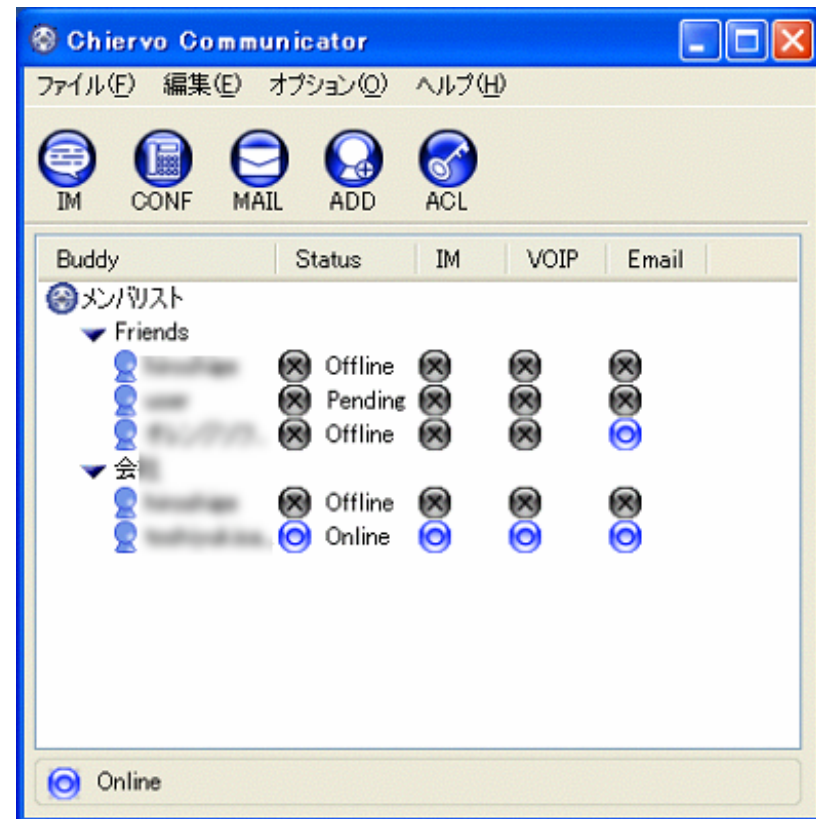 Chiervo Communicator
ファイル(F) 編集(E) オプション(O) ヘルプ(H)
IM CONF MAIL ADD ACL
Buddy Status IM VOIP Email
メンバリスト
Friends
Offline
Pending
Offline
会
Offline
Online
Online